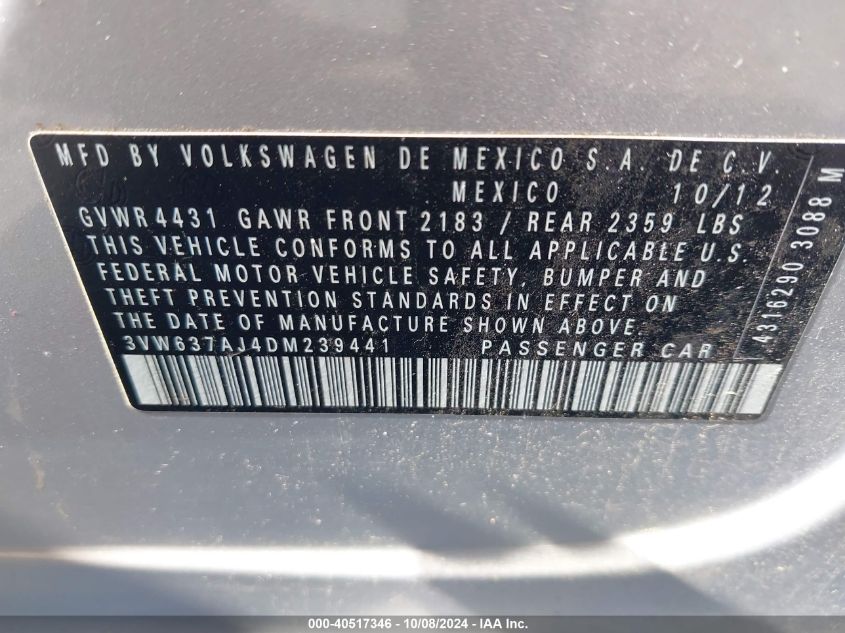 MFD BY VOLKSWAGEN DE MEXICO S.A. DE C.V.
MEXICO 10/12
GVWR 4431 GAWR FRONT 2183 / REAR 2359 LBS
THIS VEHICLE CONFORMS TO ALL APPLICABLE U.S.
FEDERAL MOTOR VEHICLE SAFETY, BUMPER AND
THEFT PREVENTION STANDARDS IN EFFECT ON
THE DATE OF MANUFACTURE SHOWN ABOVE.
3VW637AJ4DM239441 PASSENGER CAR
4316290 3088 M
000-40517346 - 10/08/2024 - IAA Inc.